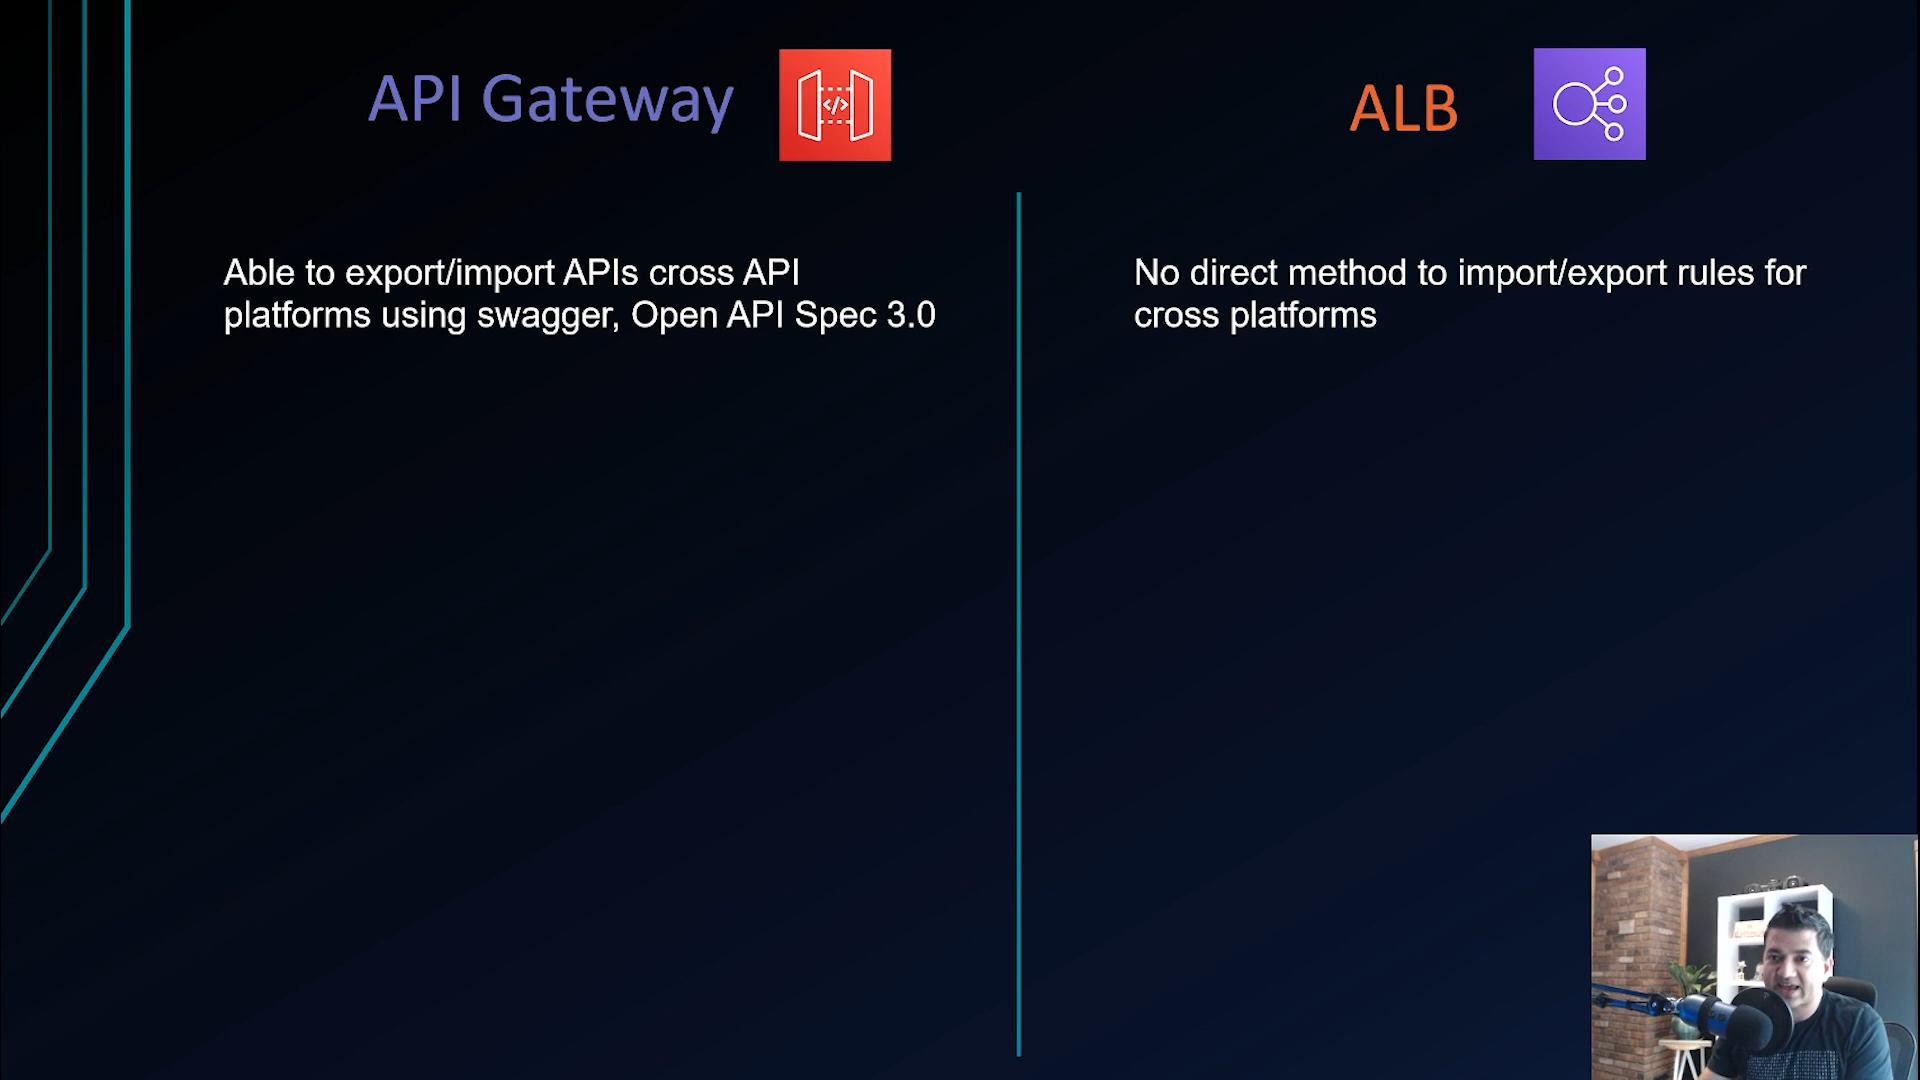 API Gateway
</>
ALB
Able to export/import APIs cross API
platforms using swagger, Open API Spec 3.0
No direct method to import/export rules for
cross platforms